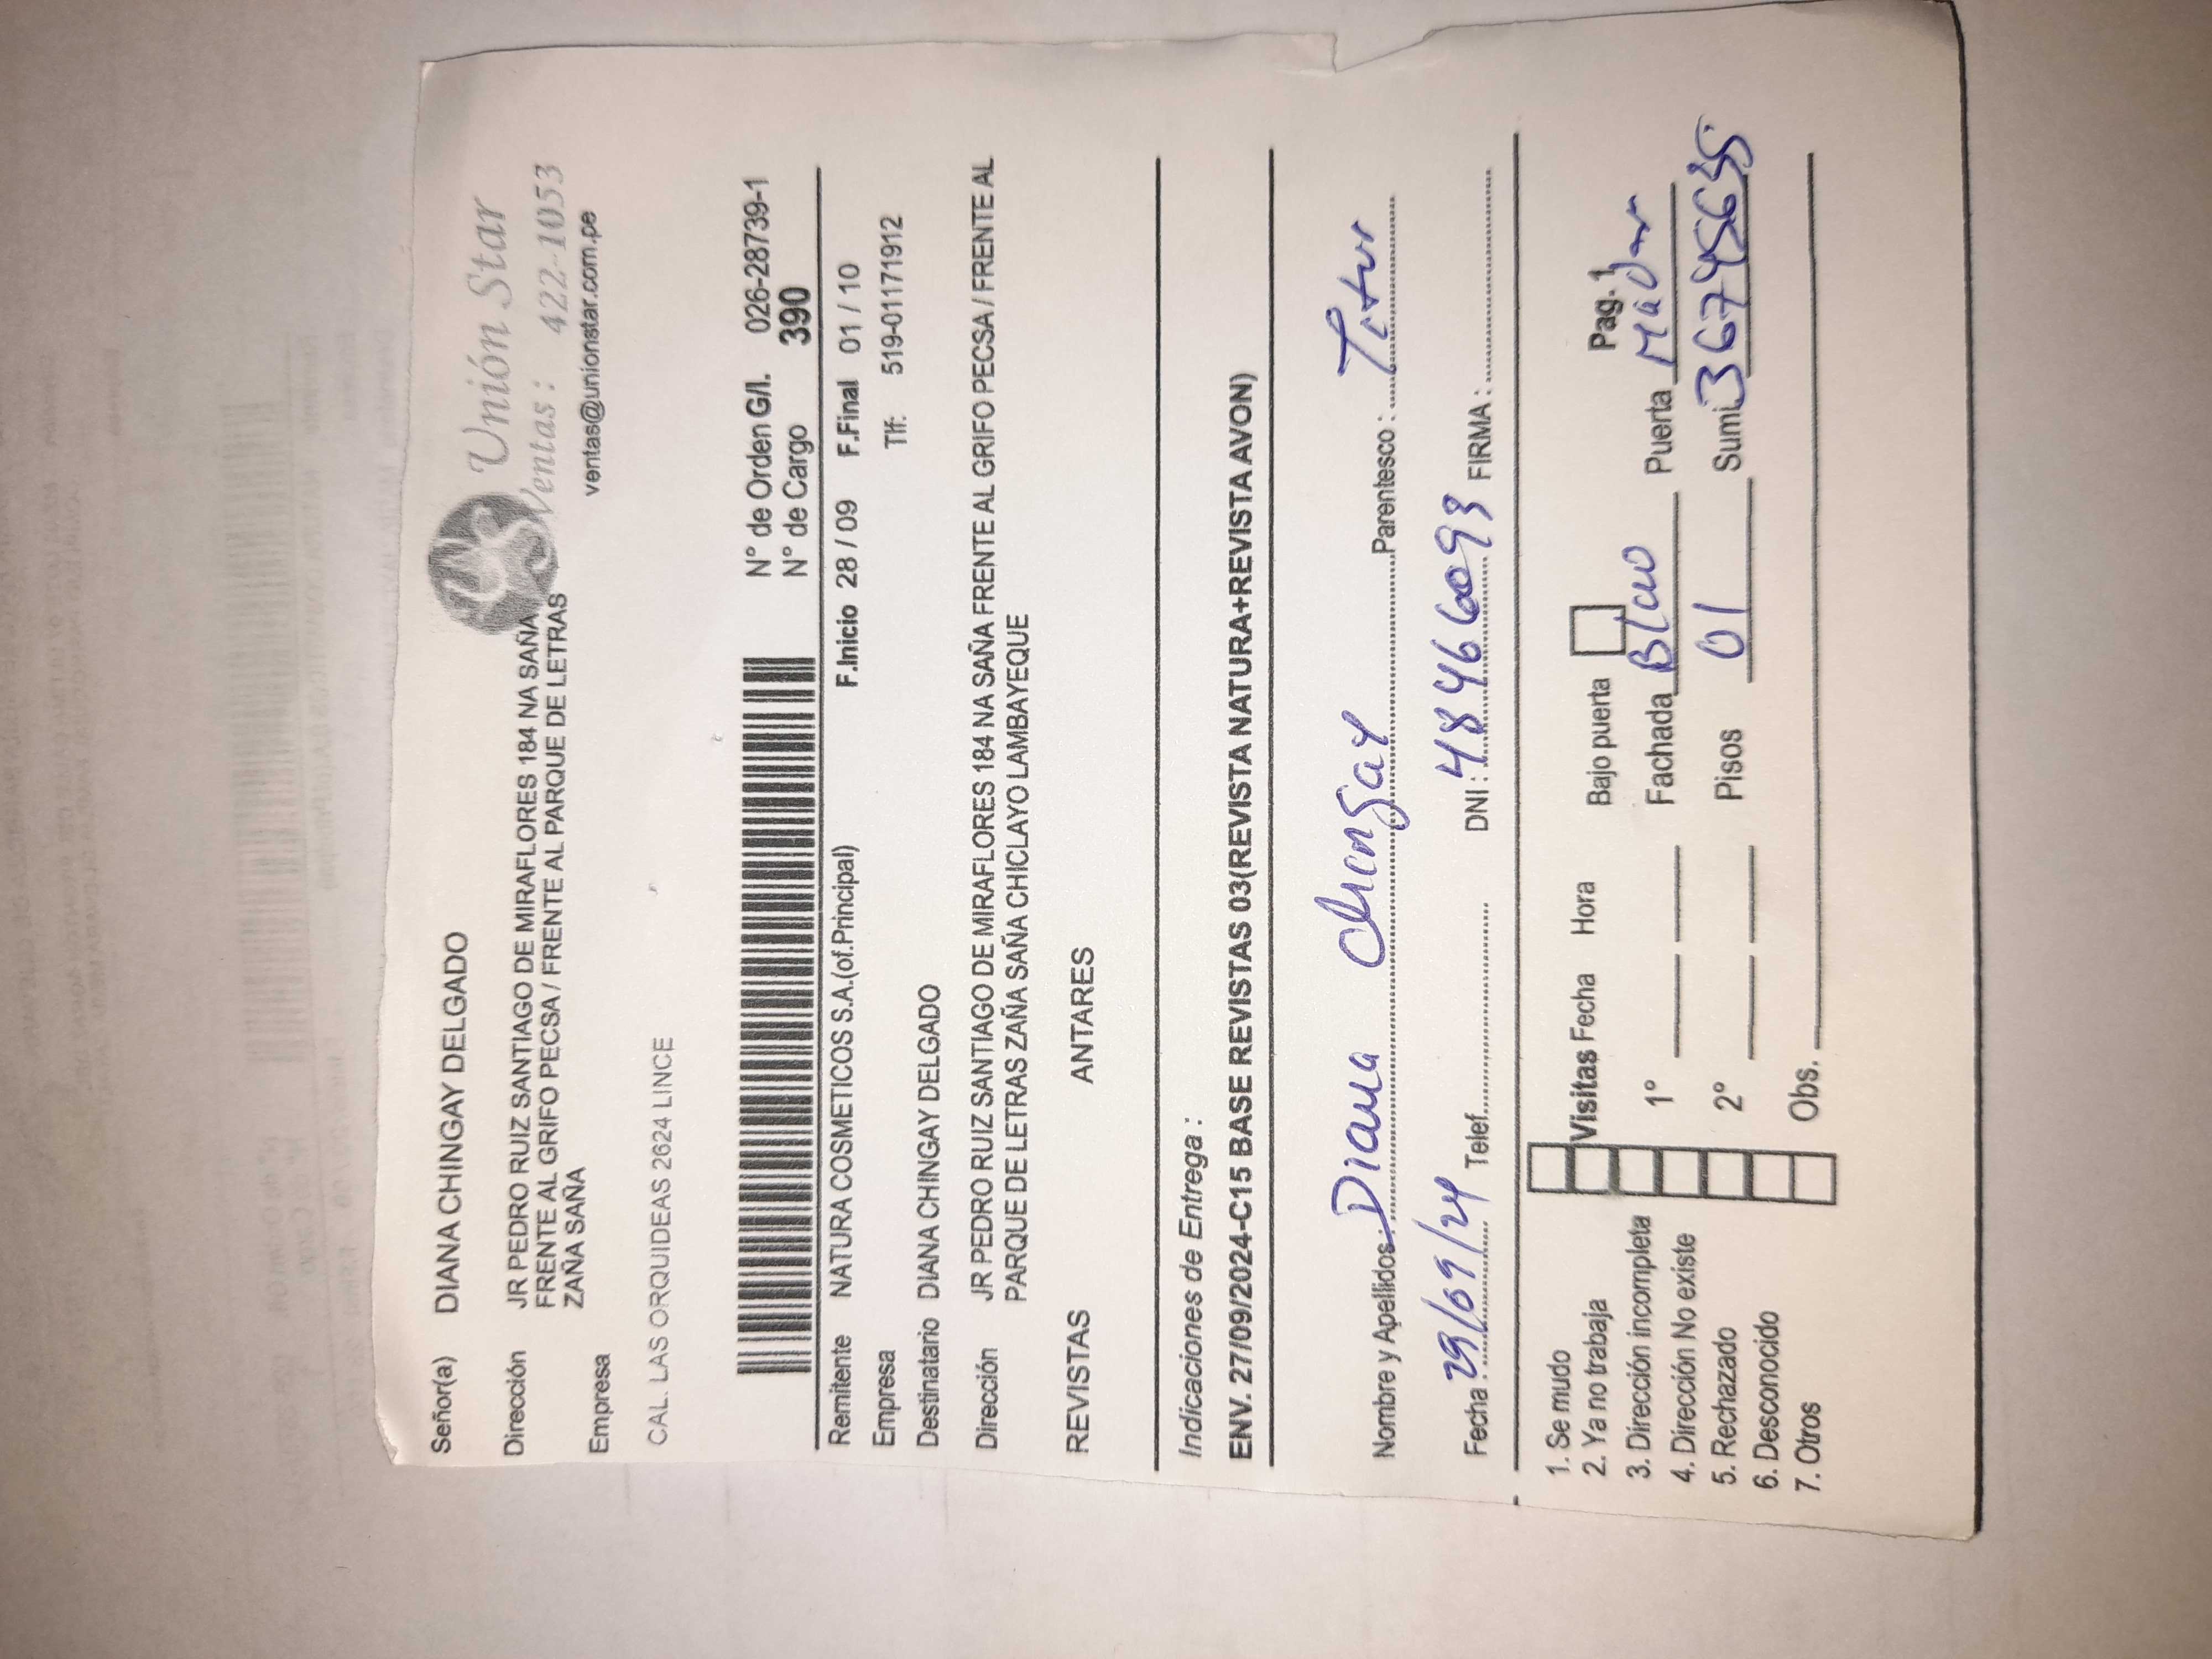 Señor(a) DIANA CHINGAY DELGADO
Unión Star
Ventas : 422-1053
ventas@unionstar.com.pe
Dirección JR PEDRO RUIZ SANTIAGO DE MIRAFLORES 184 NA SAÑA
FRENTE AL GRIFO PECSA / FRENTE AL PARQUE DE LETRAS
ZAÑA SAÑA
Empresa
CAL. LAS ORQUIDEAS 2624 LINCE
N° de Orden G/I. 026-28739-1
N° de Cargo 390
Remitente NATURA COSMETICOS S.A.(of.Principal) F.Inicio 28 / 09 F.Final 01 / 10
Empresa Tlf: 519-01171912
Destinatario DIANA CHINGAY DELGADO
Dirección JR PEDRO RUIZ SANTIAGO DE MIRAFLORES 184 NA SAÑA FRENTE AL GRIFO PECSA / FRENTE AL
PARQUE DE LETRAS ZAÑA SAÑA CHICLAYO LAMBAYEQUE
REVISTAS ANTARES
Indicaciones de Entrega :
ENV. 27/09/2024-C15 BASE REVISTAS 03(REVISTA NATURA+REVISTA AVON)
Nombre y Apellidos: Diana Chingay Parentesco : Titur
Fecha : 29/09/24 Telef. DNI : 48466093 FIRMA :
1. Se mudo
2. Ya no trabaja
3. Dirección incompleta
4. Dirección No existe
5. Rechazado
6. Desconocido
7. Otros
Visitas Fecha Hora Bajo puerta Pag. 1
1° Fachada Blao Puerta Mader
2° Pisos 01 Sumi.
Obs.